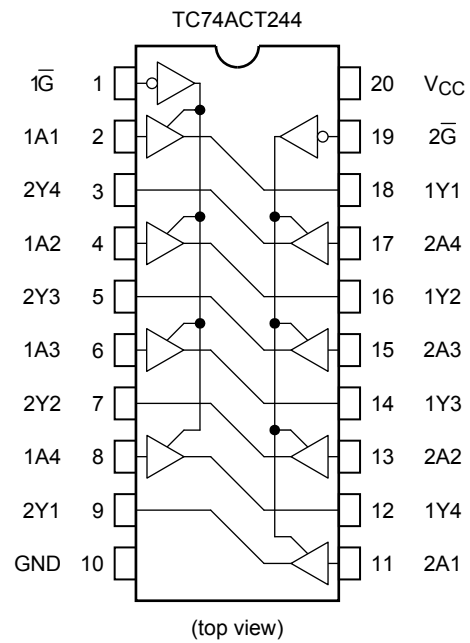 TC74ACT244
1G̅ 1 20 VCC
1A1 2 19 2G̅
2Y4 3 18 1Y1
1A2 4 17 2A4
2Y3 5 16 1Y2
1A3 6 15 2A3
2Y2 7 14 1Y3
1A4 8 13 2A2
2Y1 9 12 1Y4
GND 10 11 2A1
(top view)